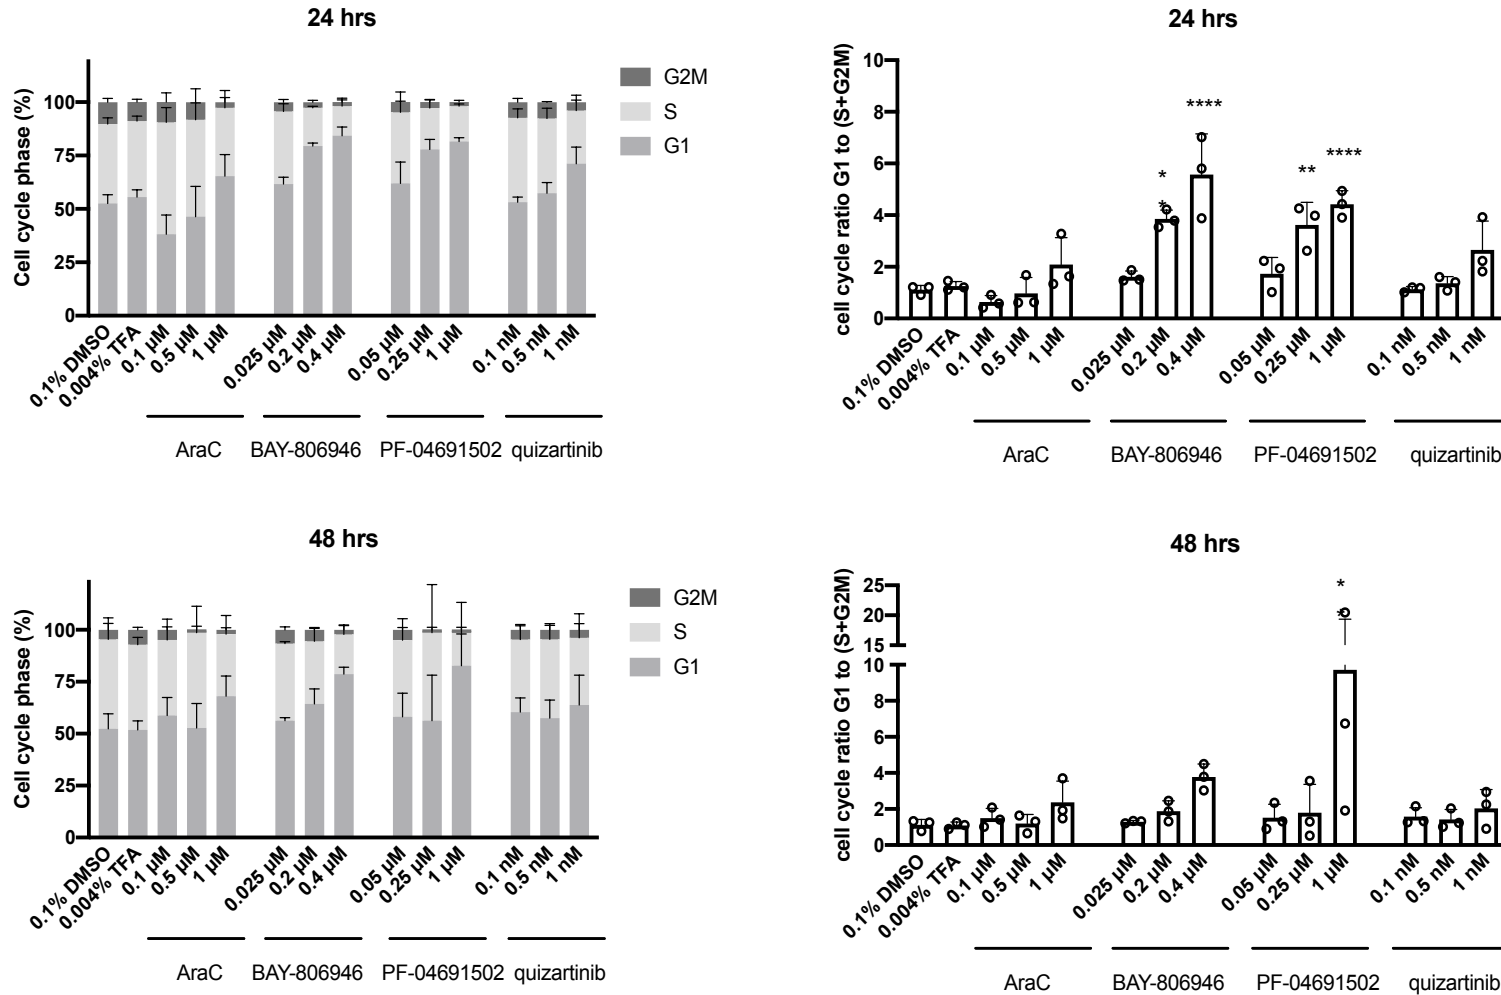 24 hrs
Cell cycle phase (%)
100
75
50
25
0
G2M
S
G1
0.1% DMSO
0.004% TFA
0.1 µM
0.5 µM
1 µM
0.025 µM
0.2 µM
0.4 µM
0.05 µM
0.25 µM
1 µM
0.1 nM
0.5 nM
1 nM
AraC BAY-806946 PF-04691502 quizartinib
24 hrs
cell cycle ratio G1 to (S+G2M)
10
8
6
4
2
0
*
*
****
**
****
0.1% DMSO
0.004% TFA
0.1 µM
0.5 µM
1 µM
0.025 µM
0.2 µM
0.4 µM
0.05 µM
0.25 µM
1 µM
0.1 nM
0.5 nM
1 nM
AraC BAY-806946 PF-04691502 quizartinib
48 hrs
Cell cycle phase (%)
100
75
50
25
0
G2M
S
G1
0.1% DMSO
0.004% TFA
0.1 µM
0.5 µM
1 µM
0.025 µM
0.2 µM
0.4 µM
0.05 µM
0.25 µM
1 µM
0.1 nM
0.5 nM
1 nM
AraC BAY-806946 PF-04691502 quizartinib
48 hrs
cell cycle ratio G1 to (S+G2M)
25
20
15
10
8
6
4
2
0
*
*
0.1% DMSO
0.004% TFA
0.1 µM
0.5 µM
1 µM
0.025 µM
0.2 µM
0.4 µM
0.05 µM
0.25 µM
1 µM
0.1 nM
0.5 nM
1 nM
AraC BAY-806946 PF-04691502 quizartinib